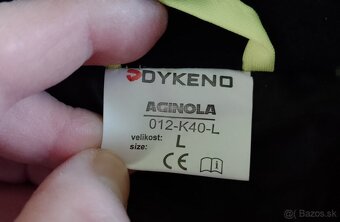 DYKENO
AGINOLA
012-K40-L
velikost:
size: L
CE
© Bazos.sk